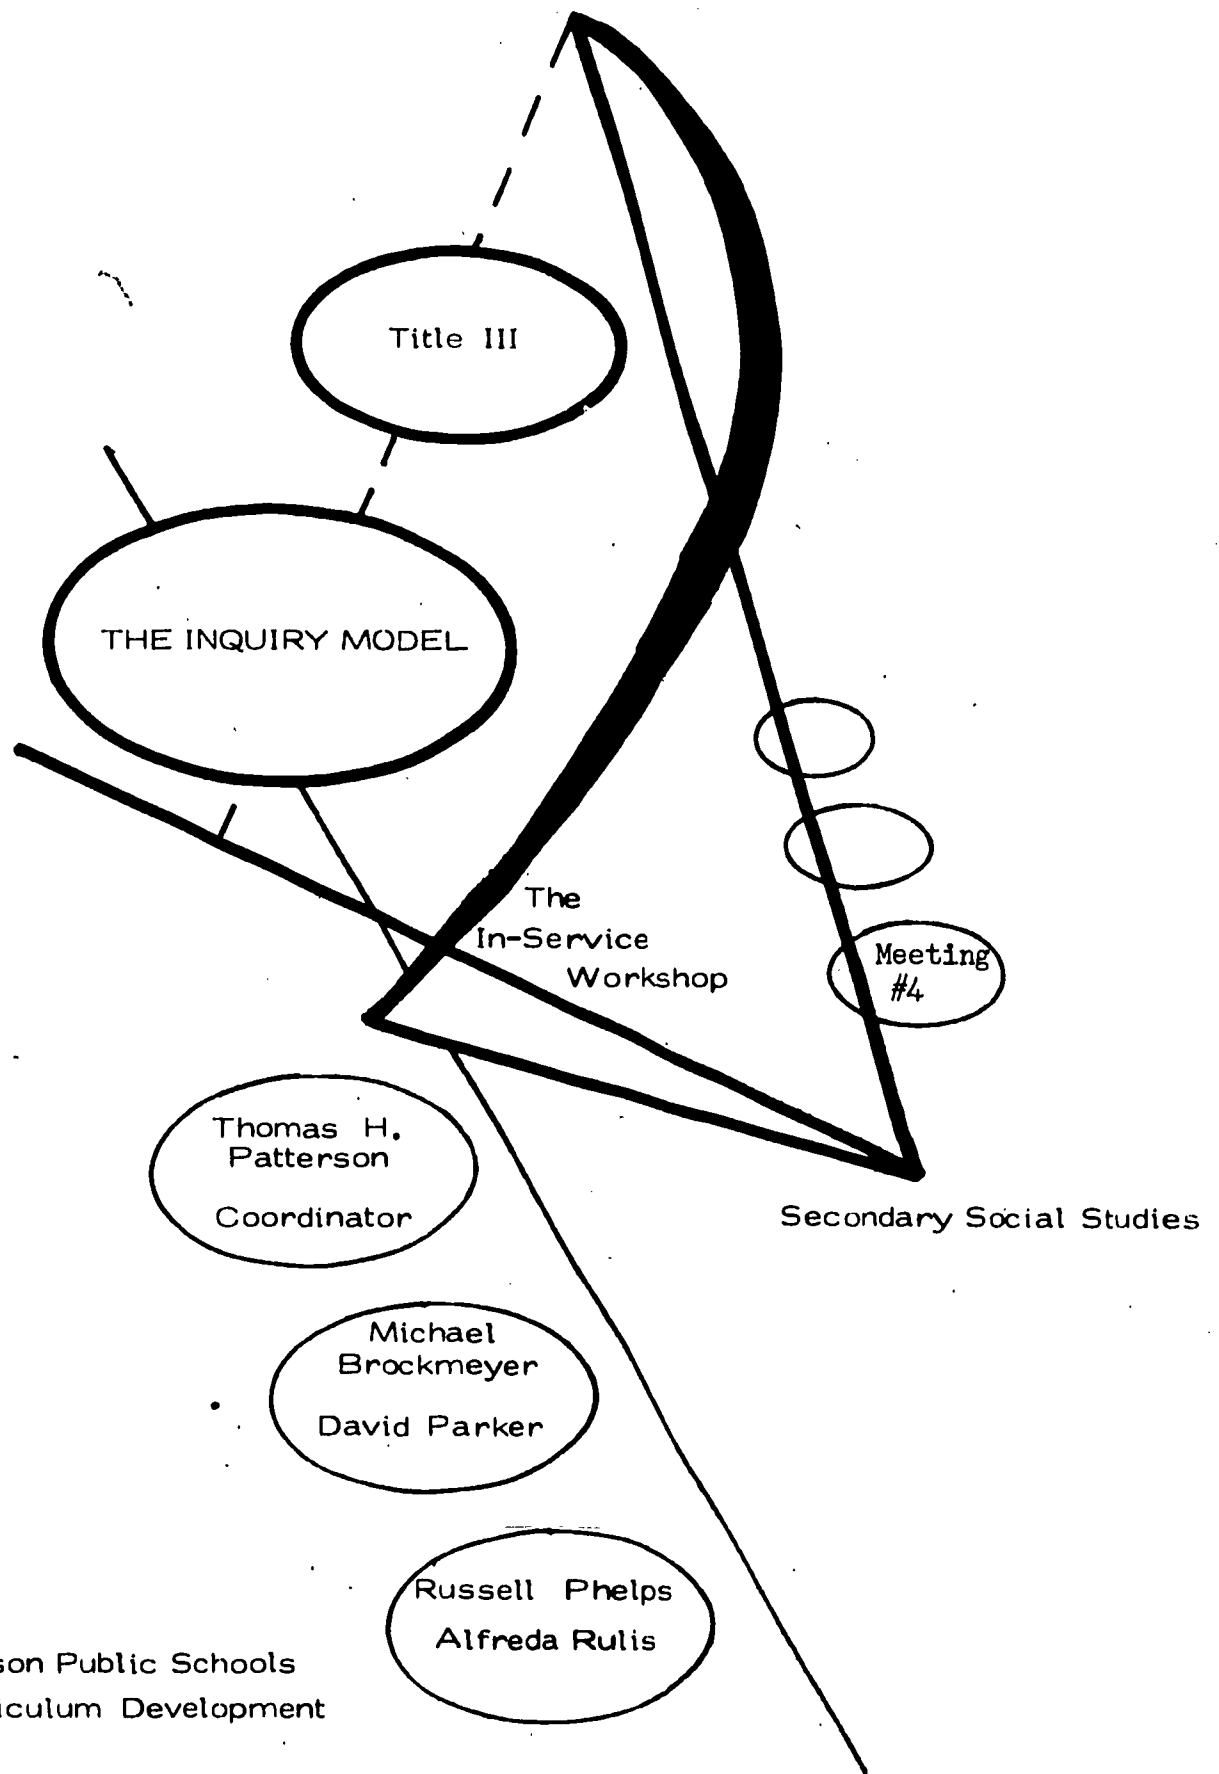 Title III
THE INQUIRY MODEL
The
In-Service
Workshop
Meeting
#4
Thomas H.
Patterson
Coordinator
Secondary Social Studies
Michael
Brockmeyer
David Parker
Russell Phelps
Alfreda Rulis
son Public Schools
iculum Development